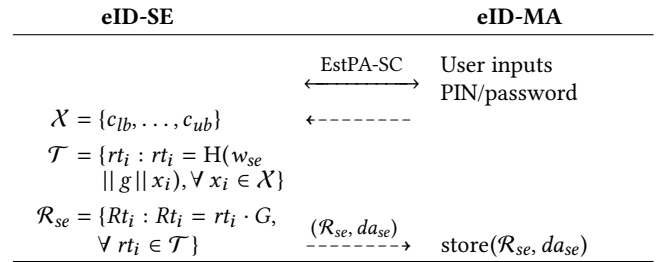 eID-SE eID-MA
EstPA-SC User inputs
PIN/password
𝒳 = {c_lb, . . . , c_ub}
𝒯 = {rt_i : rt_i = H(w_se
|| g || x_i), ∀ x_i ∈ 𝒳}
ℛ_se = {Rt_i : Rt_i = rt_i · G,
∀ rt_i ∈ 𝒯} (ℛ_se, da_se) store(ℛ_se, da_se)